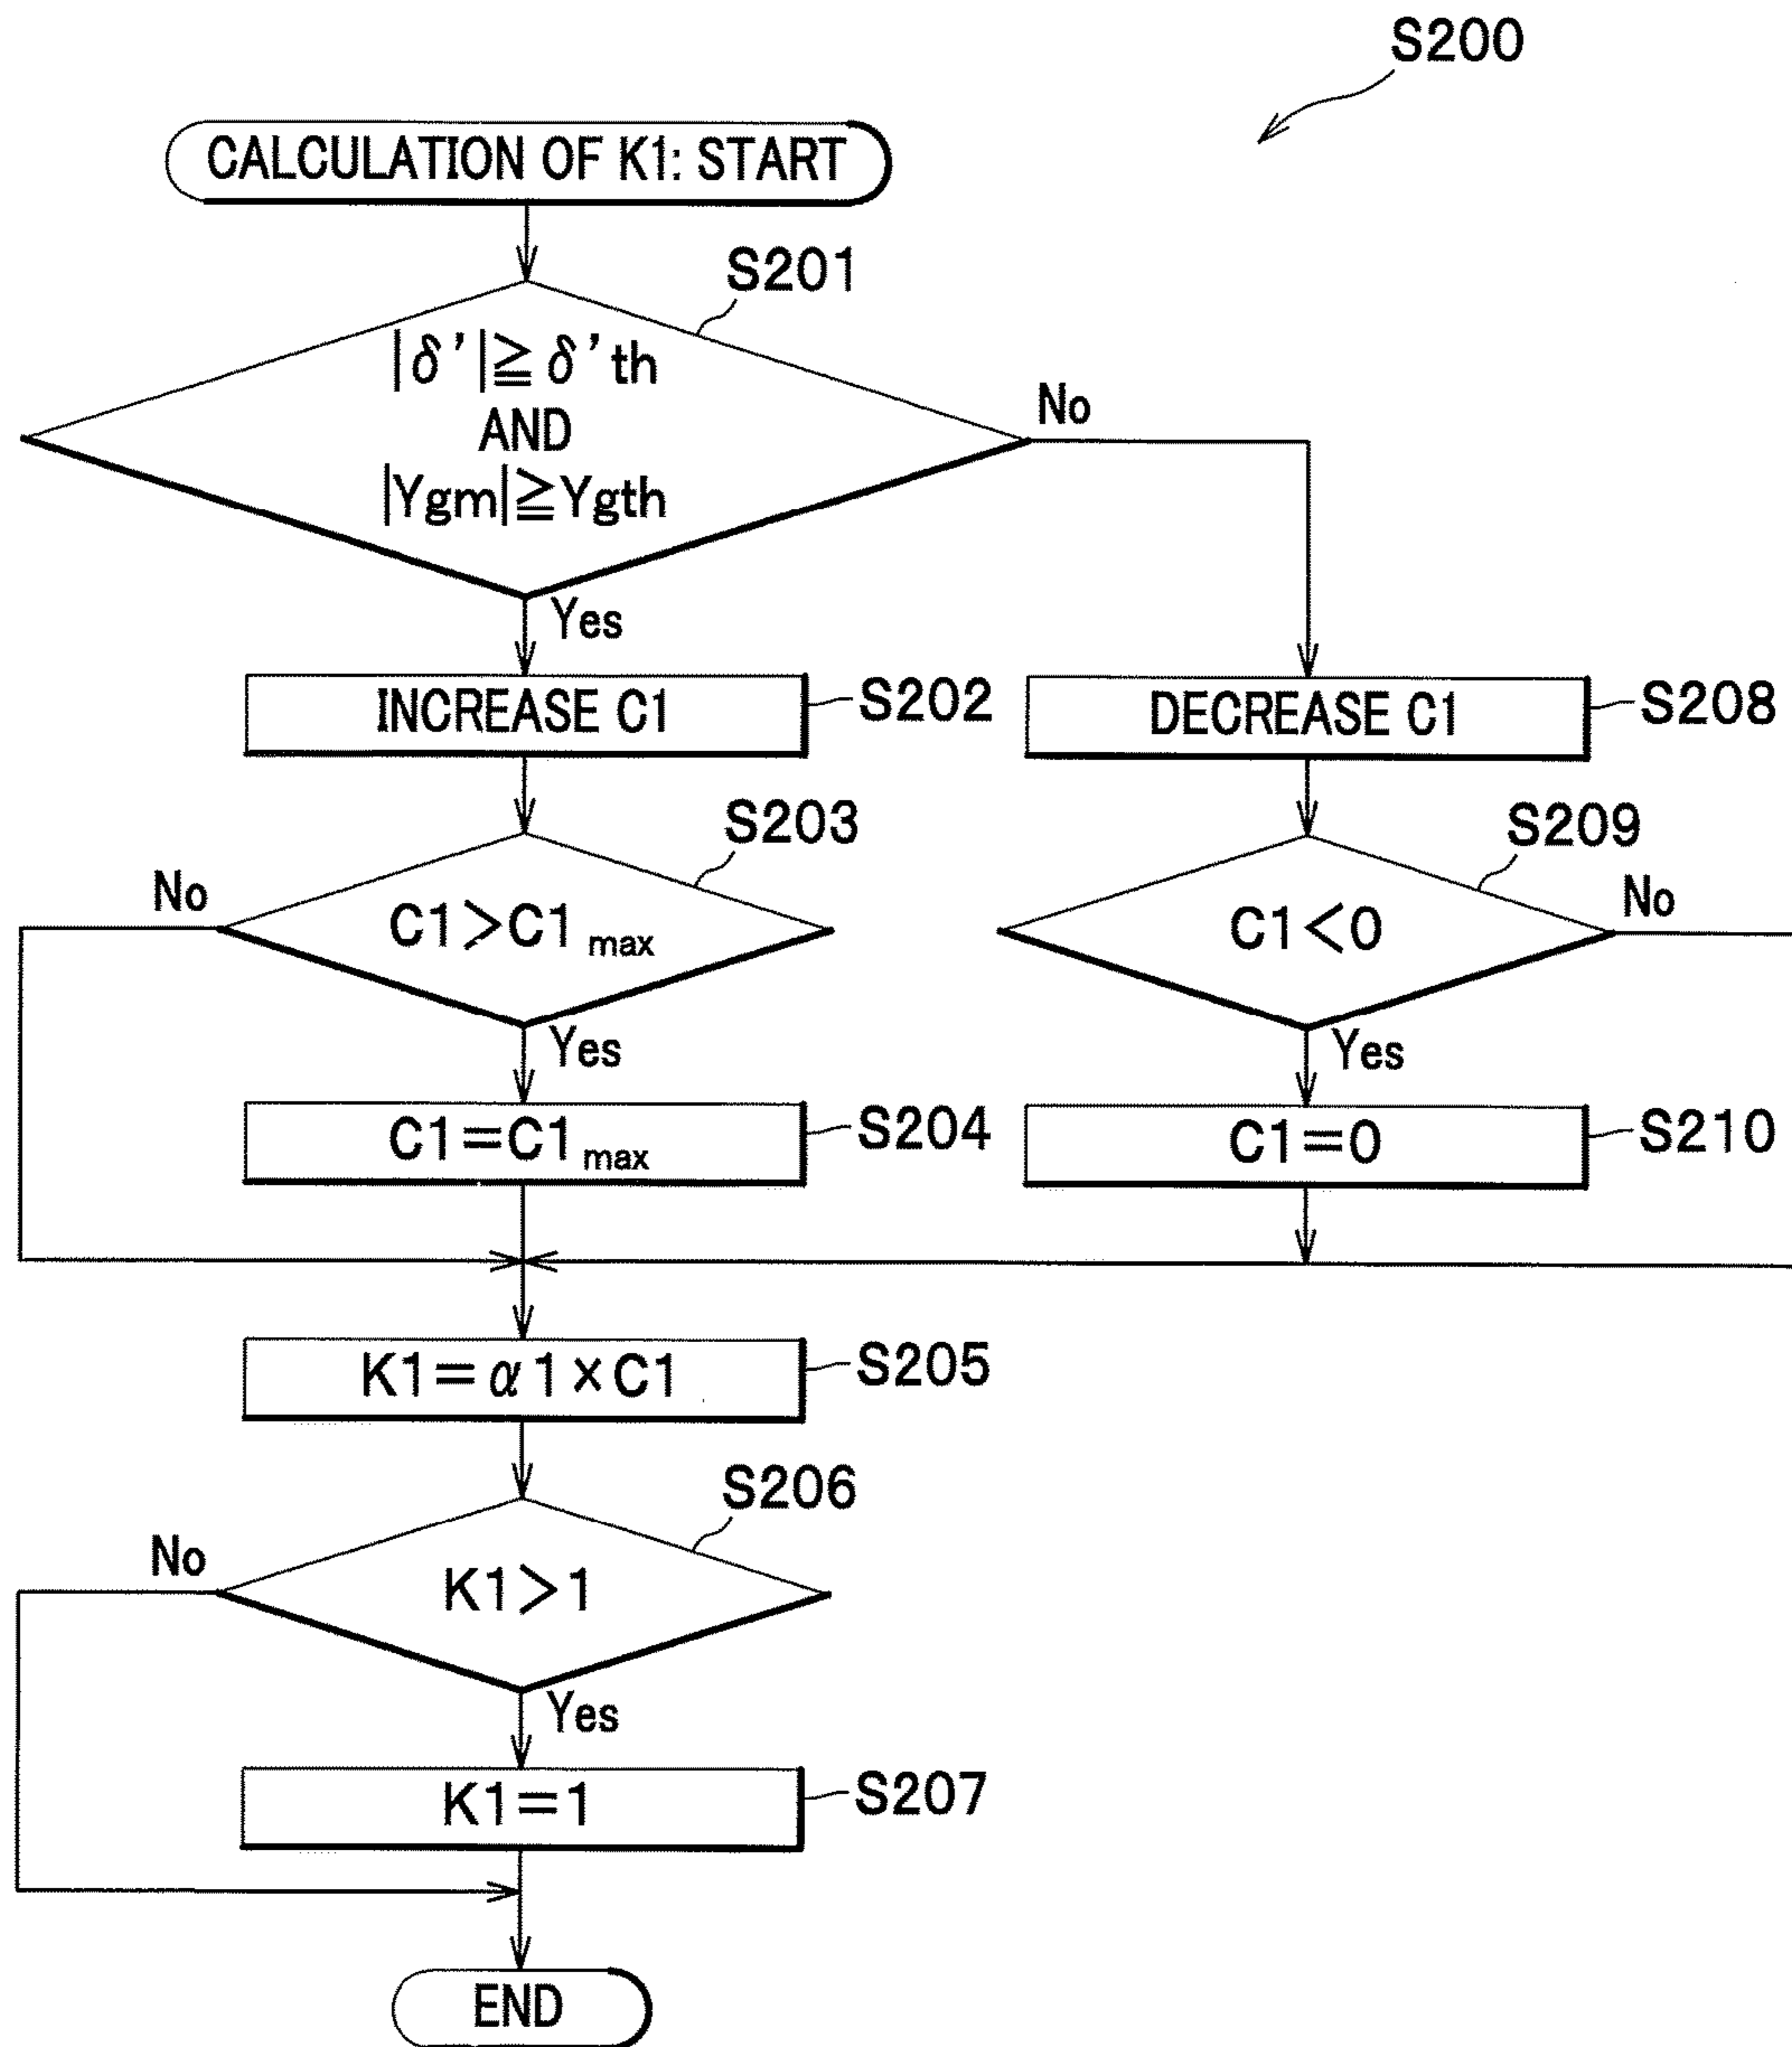 S200
CALCULATION OF K1: START
S201
|δ'|≧δ'th
AND
|Ygm|≧Ygth
No
Yes
INCREASE C1
S202
DECREASE C1
S208
S203
C1>C1max
No
Yes
S209
C1<0
No
Yes
C1=C1max
S204
C1=0
S210
K1=α1×C1
S205
S206
K1>1
No
Yes
K1=1
S207
END